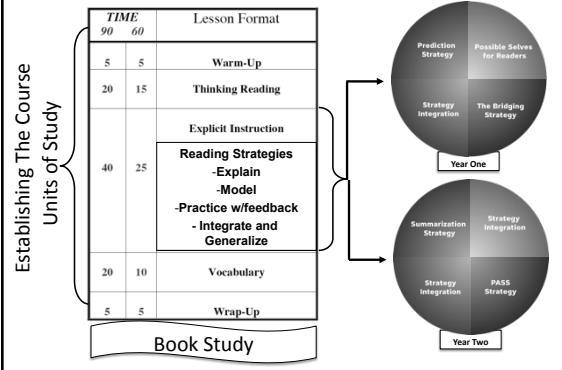 Establishing The Course
Units of Study
TIME
90 60
Lesson Format
5 5 Warm-Up
20 15 Thinking Reading
40 25 Explicit Instruction
Reading Strategies
-Explain
-Model
-Practice w/feedback
- Integrate and
Generalize
20 10 Vocabulary
5 5 Wrap-Up
Book Study
Prediction
Strategy
Possible Selves
for Readers
Strategy
Integration
The Bridging
Strategy
Year One
Summarization
Strategy
Strategy
Integration
Strategy
Integration
PASS
Strategy
Year Two